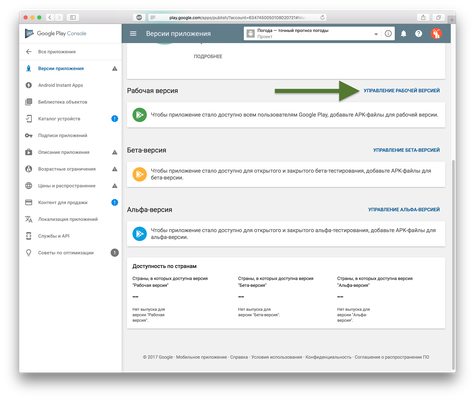 play.google.com/apps/publish/?account=8347450050108020721#Ho
Google Play Console
Версии приложения
Погода — точный прогноз погоды
Проект
Все приложения
Версии приложения
Android Instant Apps
Библиотека объектов
Каталог устройств
Подписи приложений
Описание приложения
Возрастные ограничения
Цены и распространение
Контент для продажи
Локализация приложений
Службы и API
Советы по оптимизации
1
ПОДРОБНЕЕ
Рабочая версия
УПРАВЛЕНИЕ РАБОЧЕЙ ВЕРСИЕЙ
Чтобы приложение стало доступно всем пользователям Google Play, добавьте APK-файлы для рабочей версии.
Бета-версия
УПРАВЛЕНИЕ БЕТА-ВЕРСИЕЙ
Чтобы приложение стало доступно для открытого и закрытого бета-тестирования, добавьте APK-файлы для
бета-версии.
Альфа-версия
УПРАВЛЕНИЕ АЛЬФА-ВЕРСИЕЙ
Чтобы приложение стало доступно для открытого и закрытого альфа-тестирования, добавьте APK-файлы для
альфа-версии.
Доступность по странам
Страны, в которых доступна версия
"Рабочая версия"
--
Нет выпуска для
версии "Рабочая
версия".
Страны, в которых доступна версия
"Бета-версия"
--
Нет выпуска для
версии "Бета-версия".
Страны, в которых доступна версия
"Альфа-версия"
--
Нет выпуска для
версии "Альфа-
версия".
© 2017 Google · Мобильное приложение · Справка · Условия использования · Конфиденциальность · Соглашения о распространении ПО